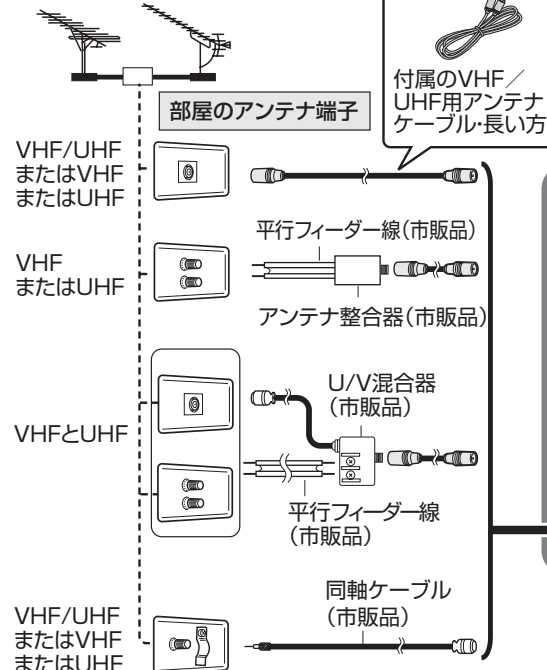 付属のVHF／
UHF用アンテナ
ケーブル・長い方
部屋のアンテナ端子
VHF/UHF
またはVHF
またはUHF
平行フィーダー線(市販品)
VHF
またはUHF
アンテナ整合器(市販品)
U/V混合器
(市販品)
VHFとUHF
平行フィーダー線
(市販品)
同軸ケーブル
(市販品)
VHF/UHF
またはVHF
またはUHF